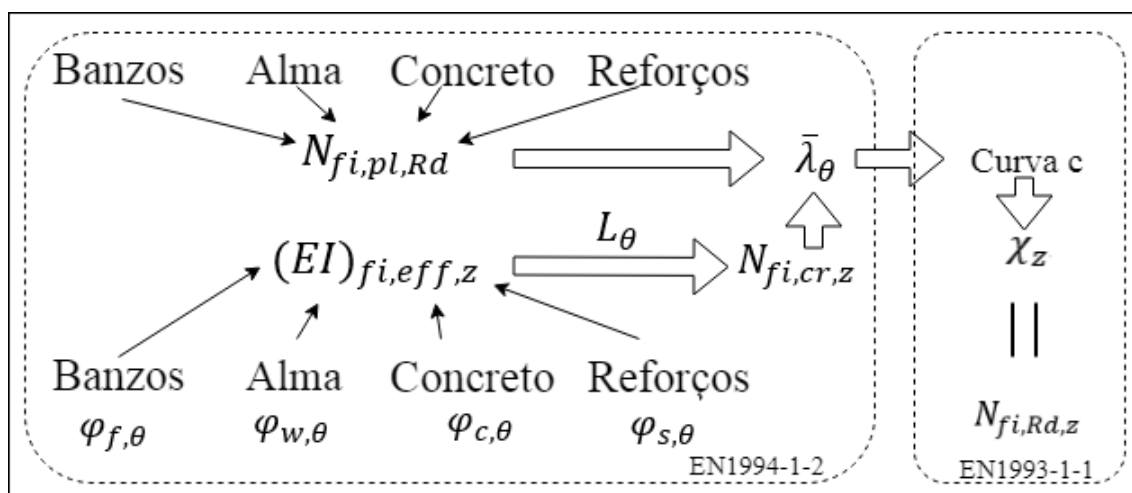 Banzos Alma Concreto Reforços
N_{fi,pl,Rd}
\bar{λ}_θ
Curva c
L_θ
(EI)_{fi,eff,z}
N_{fi,cr,z}
χ_z
Banzos Alma Concreto Reforços
φ_{f,θ} φ_{w,θ} φ_{c,θ} φ_{s,θ}
N_{fi,Rd,z}
EN1994-1-2
EN1993-1-1